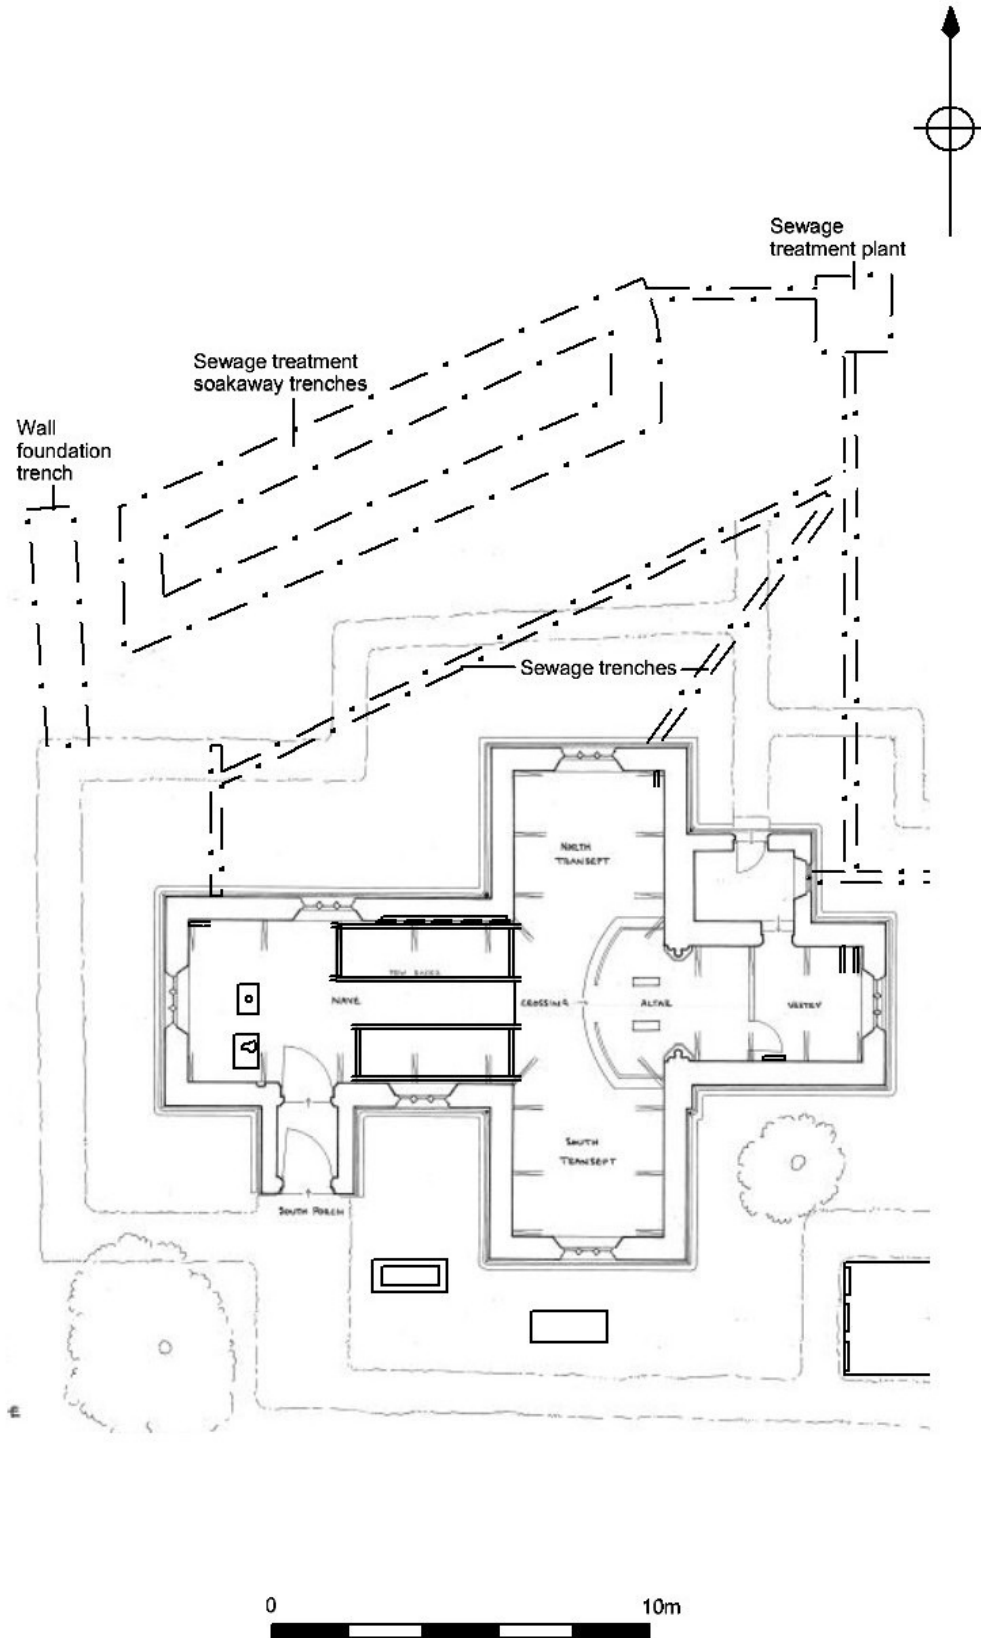 Sewage
treatment plant
Sewage treatment
soakaway trenches
Wall
foundation
trench
Sewage trenches
NORTH
TRANSEPT
NAVE
CROSSING
ALTAR
VESTRY
SOUTH
TRANSEPT
SOUTH PORCH
0
10m